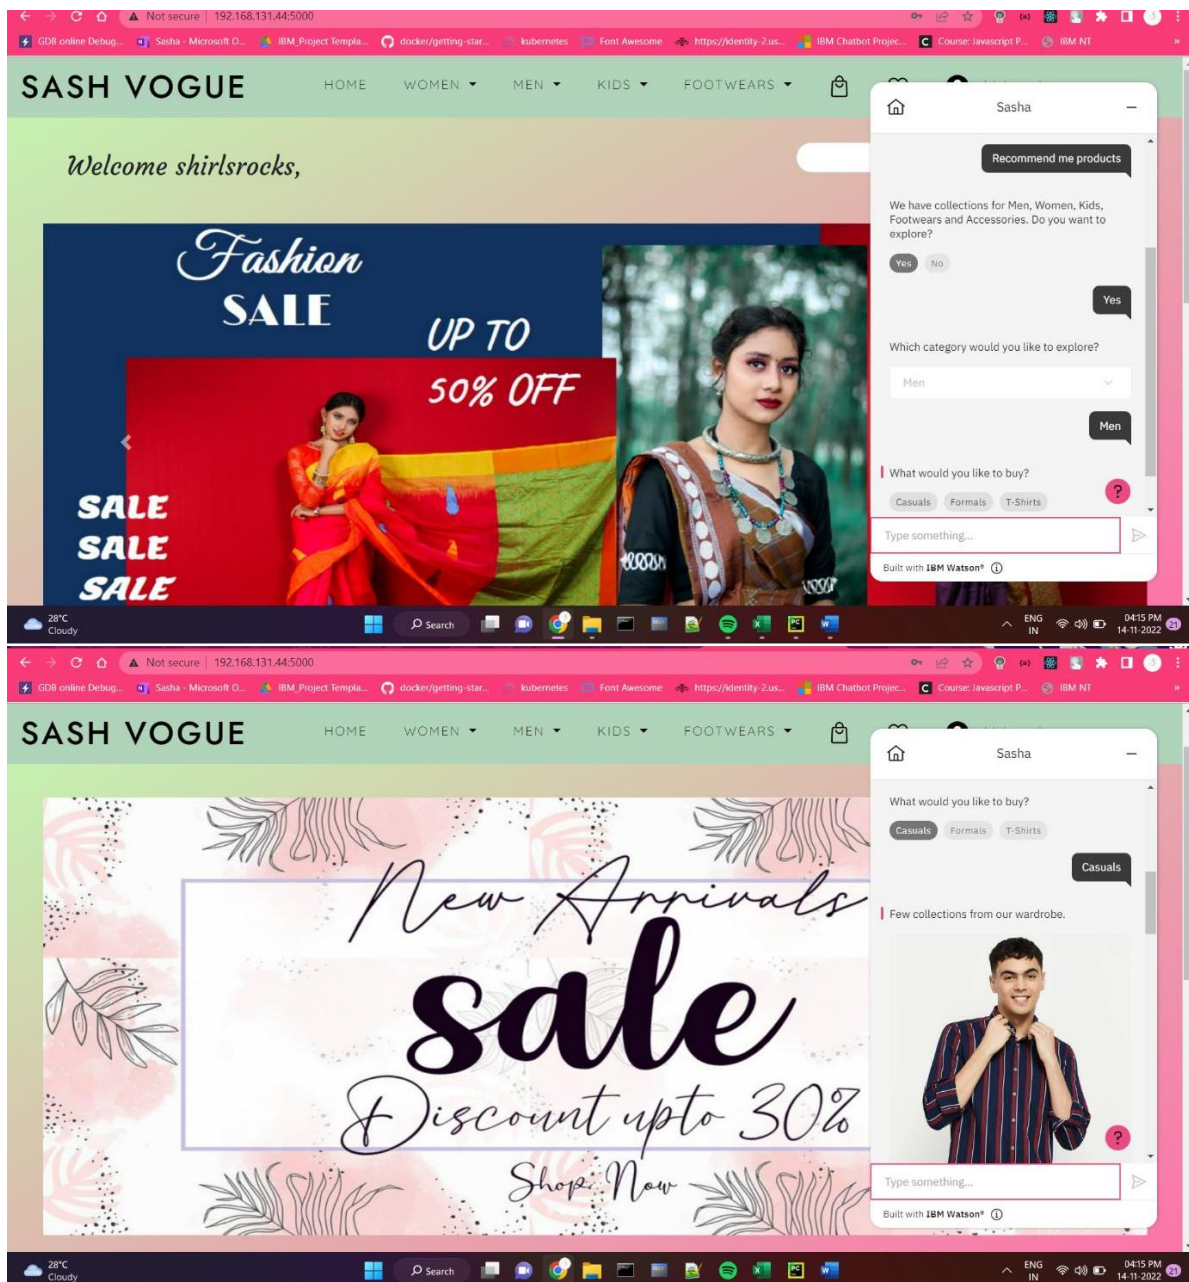 Not secure | 192.168.131.44:5000
GDB online Debug... Sasha - Microsoft O... IBM_Project Templa... docker/getting-star... kubernetes Font Awesome https://identity-2.us... IBM Chatbot Projec... Course: Javascript P... IBM NT »
SASH VOGUE HOME WOMEN MEN KIDS FOOTWEARS
Sasha
Welcome shirlsrocks,
Recommend me products
We have collections for Men, Women, Kids,
Footwears and Accessories. Do you want to
explore?
Yes No
Yes
Which category would you like to explore?
Men
Men
What would you like to buy?
Casuals Formals T-Shirts
?
Type something...
Built with IBM Watson®
Fashion
SALE
UP TO
50% OFF
SALE
SALE
SALE
28°C
Cloudy
Search
ENG
IN
04:15 PM
14-11-2022
21
Not secure | 192.168.131.44:5000
GDB online Debug... Sasha - Microsoft O... IBM_Project Templa... docker/getting-star... kubernetes Font Awesome https://identity-2.us... IBM Chatbot Projec... Course: Javascript P... IBM NT »
SASH VOGUE HOME WOMEN MEN KIDS FOOTWEARS
Sasha
What would you like to buy?
Casuals Formals T-Shirts
Casuals
Few collections from our wardrobe.
?
Type something...
Built with IBM Watson®
New Arrivals
sale
Discount upto 30%
Shop Now
28°C
Cloudy
Search
ENG
IN
04:15 PM
14-11-2022
21